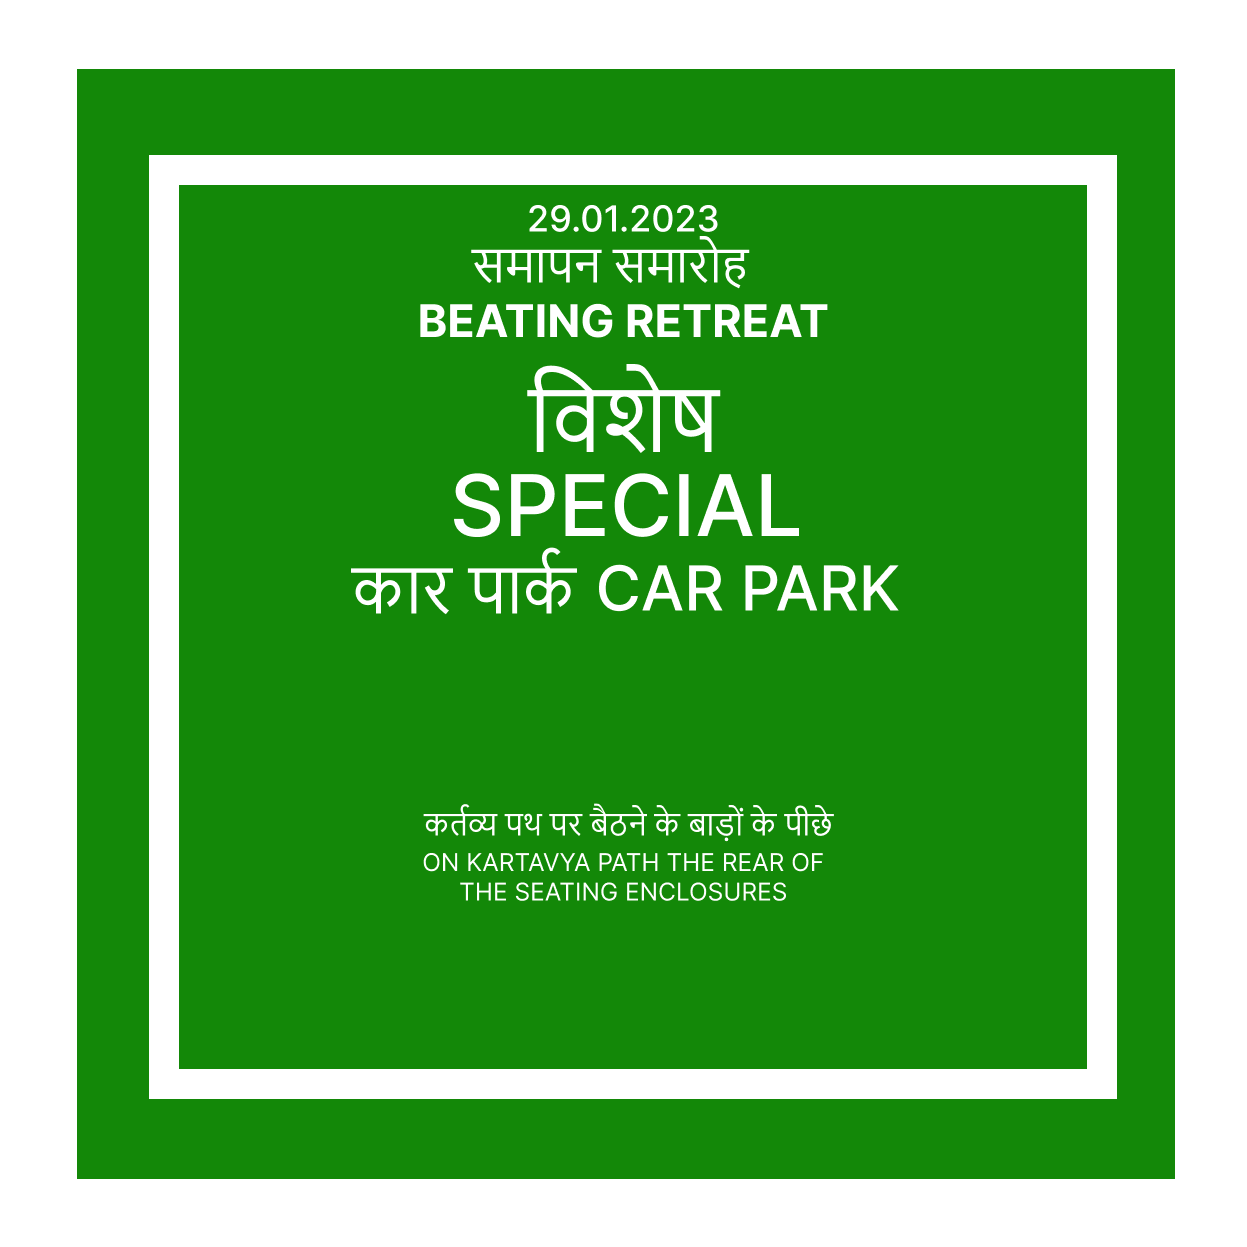 29.01.2023
समापन समारोह
BEATING RETREAT
विशेष
SPECIAL
कार पार्क CAR PARK
कर्तव्य पथ पर बैठने के बाड़ों के पीछे
ON KARTAVYA PATH THE REAR OF
THE SEATING ENCLOSURES